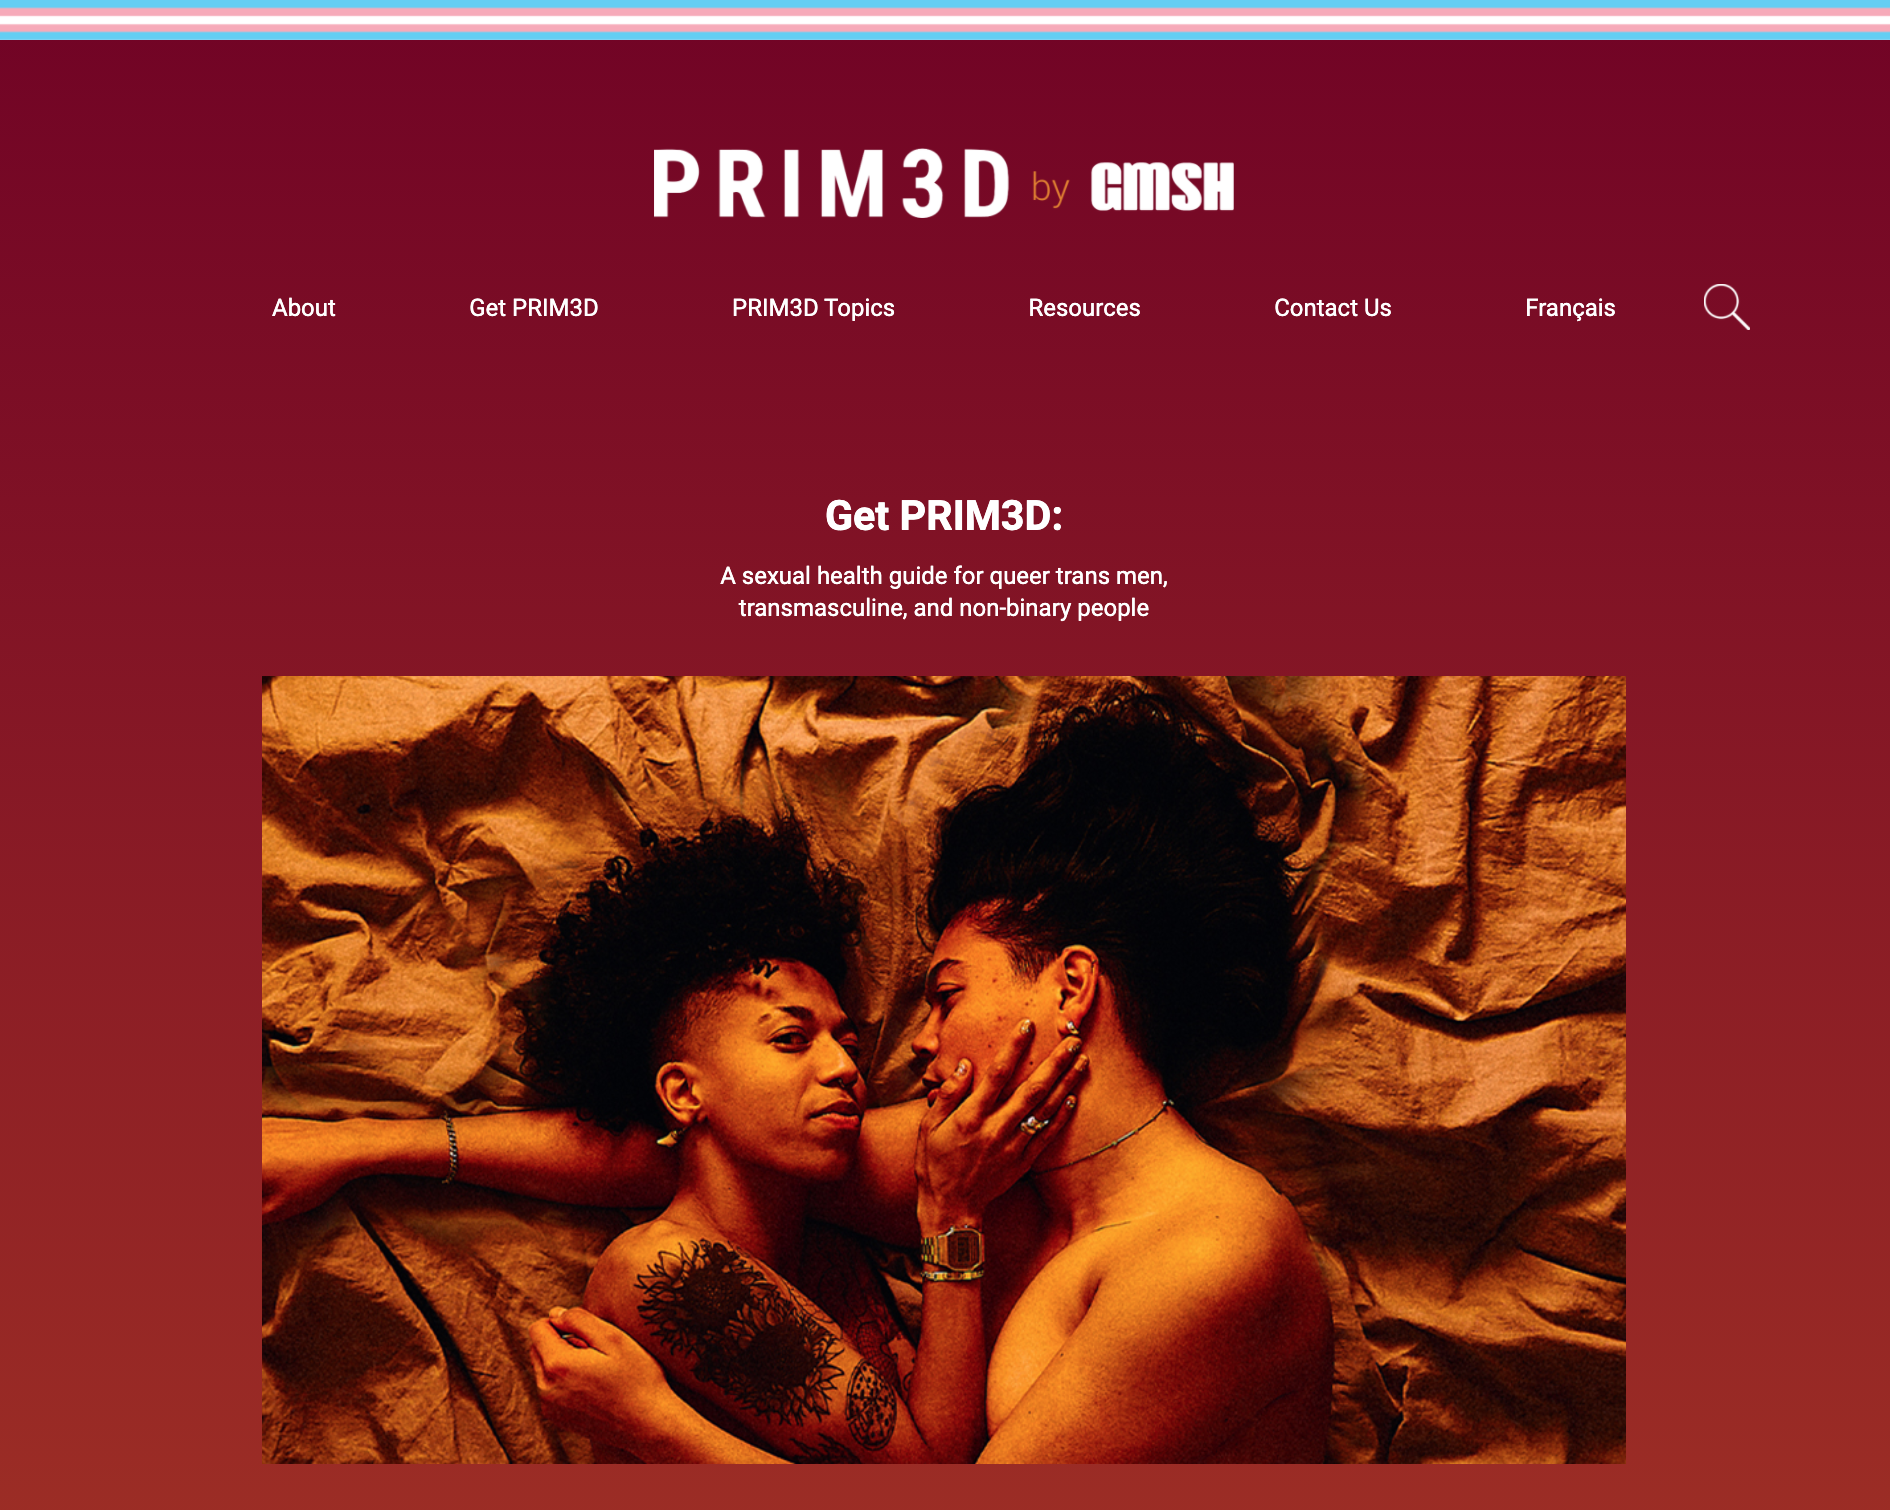 PRIM3D by GMSH
About Get PRIM3D PRIM3D Topics Resources Contact Us Français
Get PRIM3D:
A sexual health guide for queer trans men,
transmasculine, and non-binary people